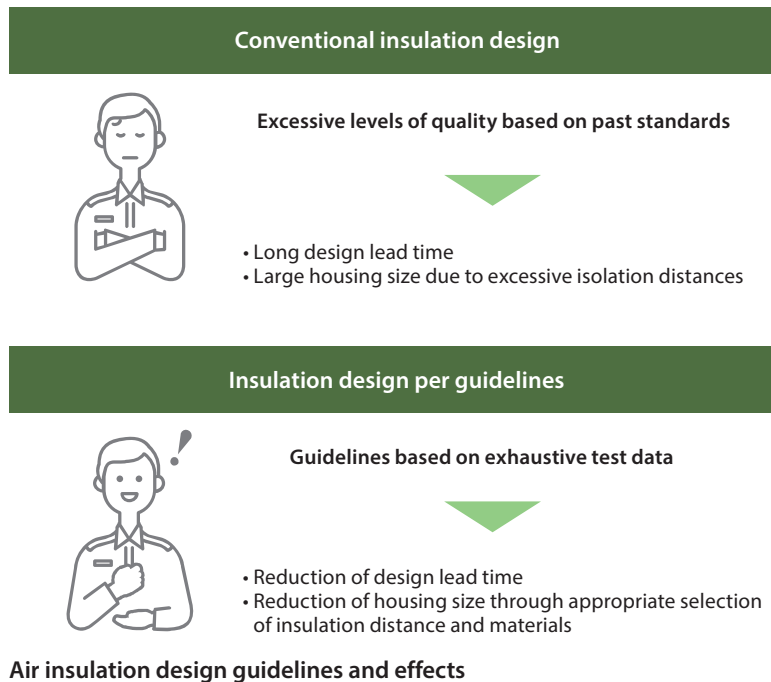 Conventional insulation design
Excessive levels of quality based on past standards
• Long design lead time
• Large housing size due to excessive isolation distances
Insulation design per guidelines
Guidelines based on exhaustive test data
• Reduction of design lead time
• Reduction of housing size through appropriate selection
of insulation distance and materials
Air insulation design guidelines and effects